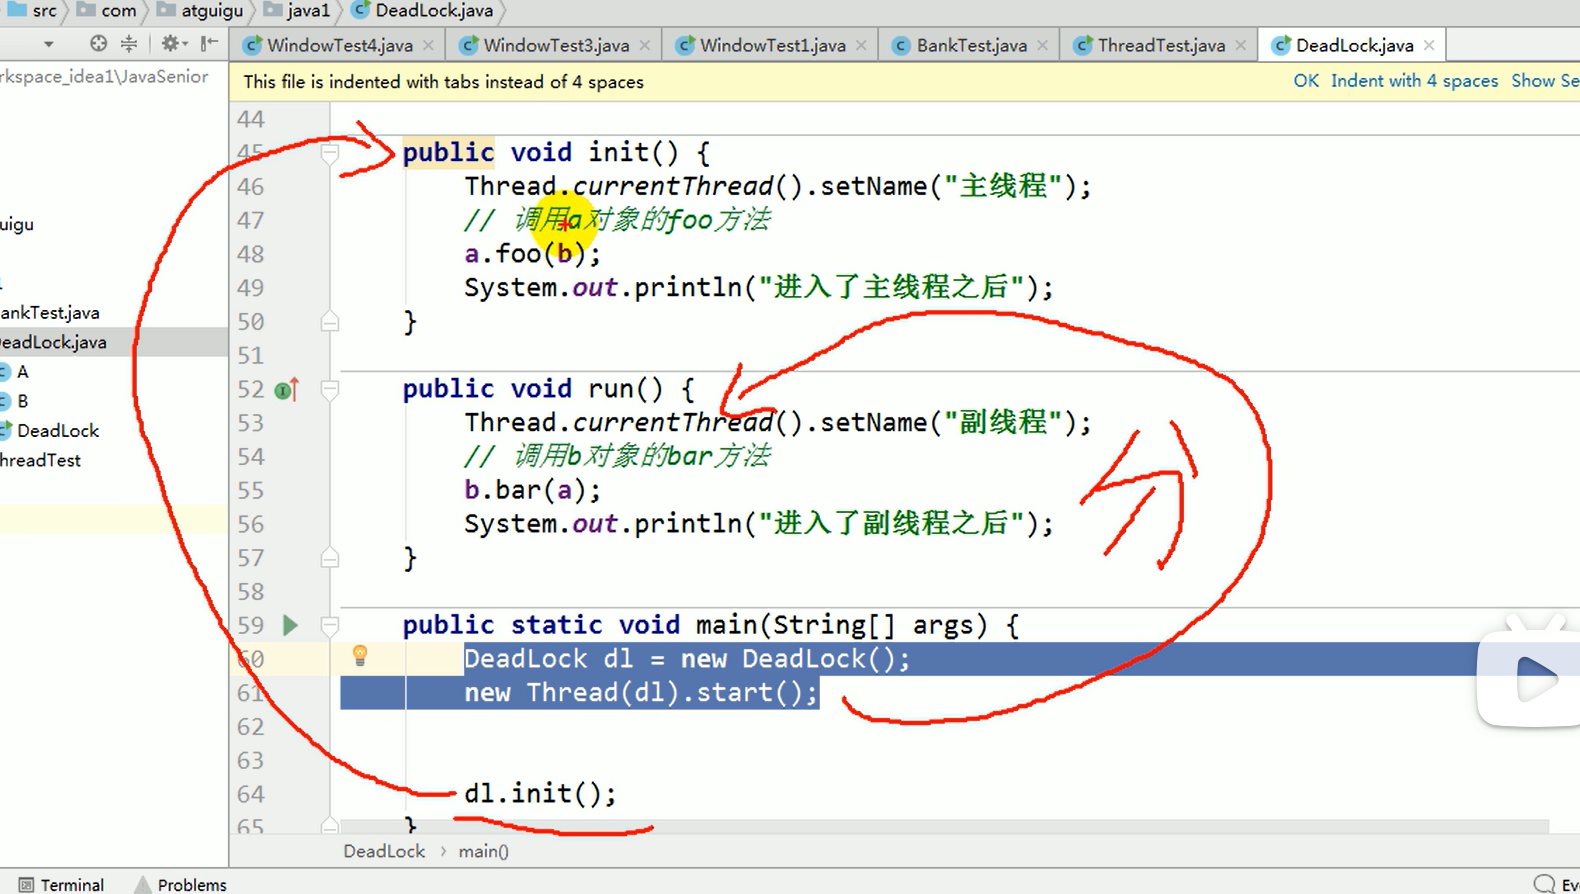 src com atguigu java1 DeadLock.java
WindowTest4.java WindowTest3.java WindowTest1.java BankTest.java ThreadTest.java DeadLock.java
rkspace_idea1\JavaSenior
This file is indented with tabs instead of 4 spaces OK Indent with 4 spaces Show Se
uigu
ankTest.java
eadLock.java
A
B
DeadLock
hreadTest
44
45 public void init() {
46 Thread.currentThread().setName("主线程");
47 // 调用a对象的foo方法
48 a.foo(b);
49 System.out.println("进入了主线程之后");
50 }
51
52 public void run() {
53 Thread.currentThread().setName("副线程");
54 // 调用b对象的bar方法
55 b.bar(a);
56 System.out.println("进入了副线程之后");
57 }
58
59 public static void main(String[] args) {
60 DeadLock dl = new DeadLock();
61 new Thread(dl).start();
62
63
64 dl.init();
65 }
DeadLock › main()
Terminal Problems Eve